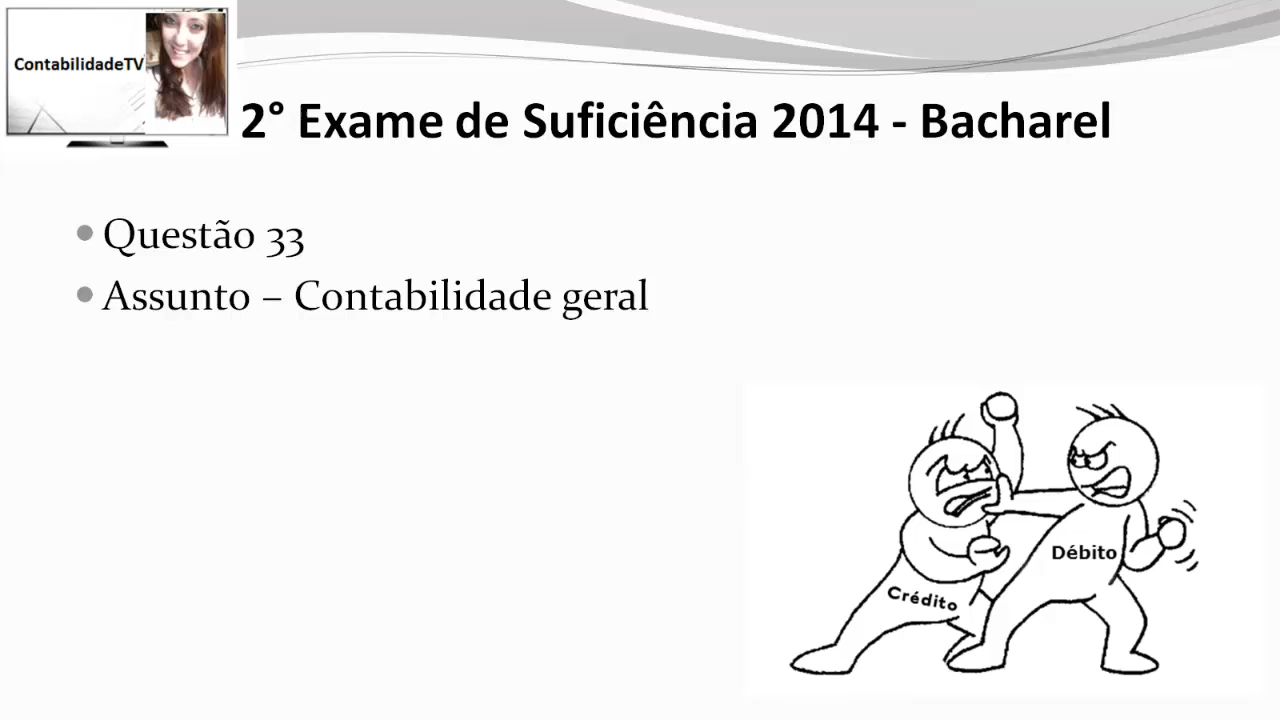 ContabilidadeTV
2° Exame de Suficiência 2014 - Bacharel
Questão 33
Assunto – Contabilidade geral
Débito
Crédito